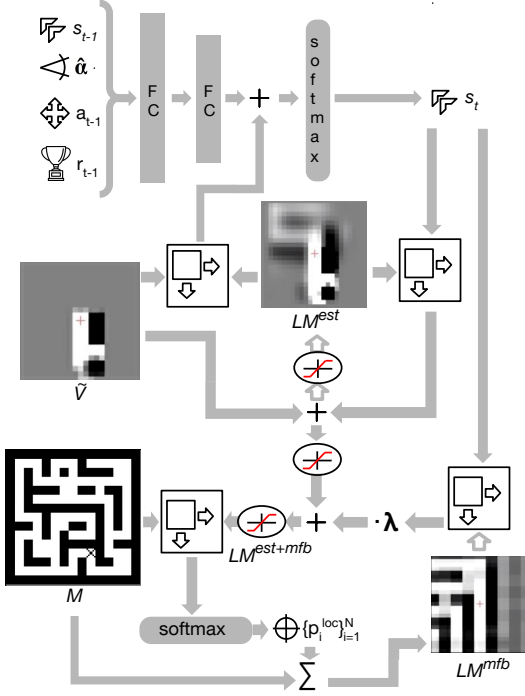 s_{t-1}
α̂
a_{t-1}
r_{t-1}
FC
FC
+
softmax
s_t
LM^{est}
Ṽ
+
M
LM^{est+mfb}
+
·λ
softmax
⊕{p_i^{loc}}_{i=1}^N
Σ
LM^{mfb}